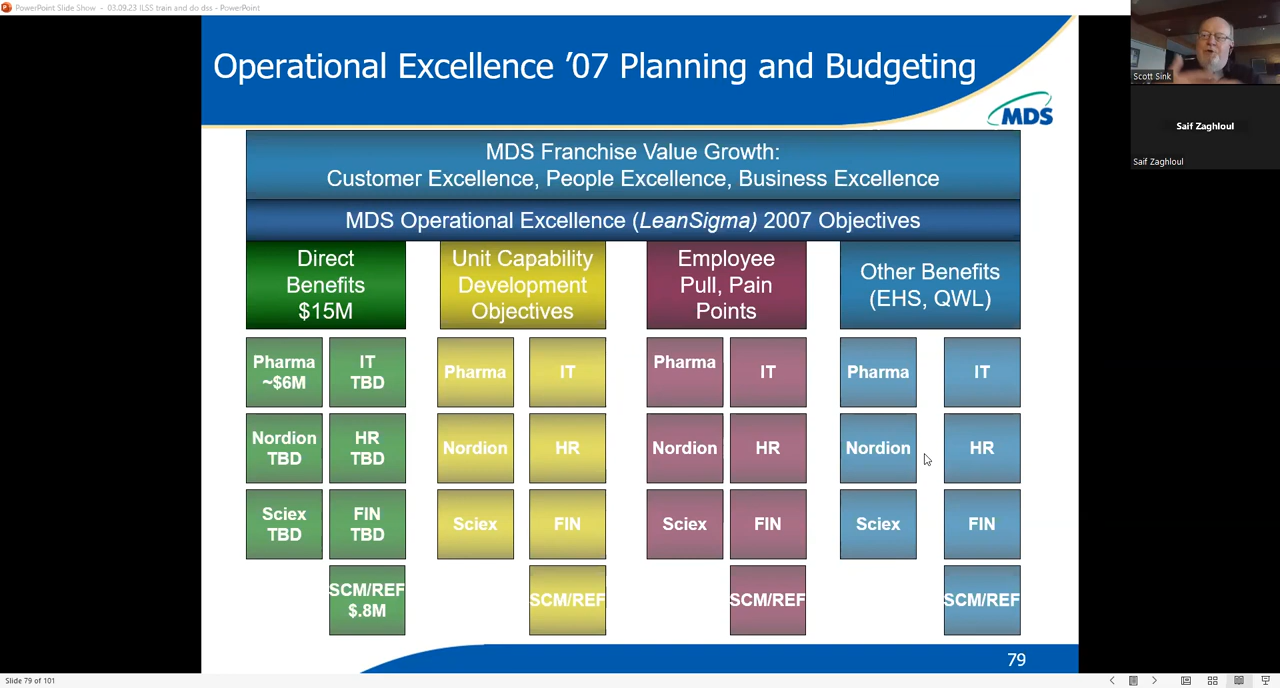 PowerPoint Slide Show - 03.09.23 ILSS train and do dss - PowerPoint
Operational Excellence ’07 Planning and Budgeting
MDS
MDS Franchise Value Growth:
Customer Excellence, People Excellence, Business Excellence
MDS Operational Excellence (LeanSigma) 2007 Objectives
Direct
Benefits
$15M
Unit Capability
Development
Objectives
Employee
Pull, Pain
Points
Other Benefits
(EHS, QWL)
Pharma
~$6M
IT
TBD
Pharma
IT
Pharma
IT
Pharma
IT
Nordion
TBD
HR
TBD
Nordion
HR
Nordion
HR
Nordion
HR
Sciex
TBD
FIN
TBD
Sciex
FIN
Sciex
FIN
Sciex
FIN
SCM/REF
$.8M
SCM/REF
SCM/REF
SCM/REF
79
Scott Sink
Saif Zaghloul
Saif Zaghloul
Slide 79 of 101